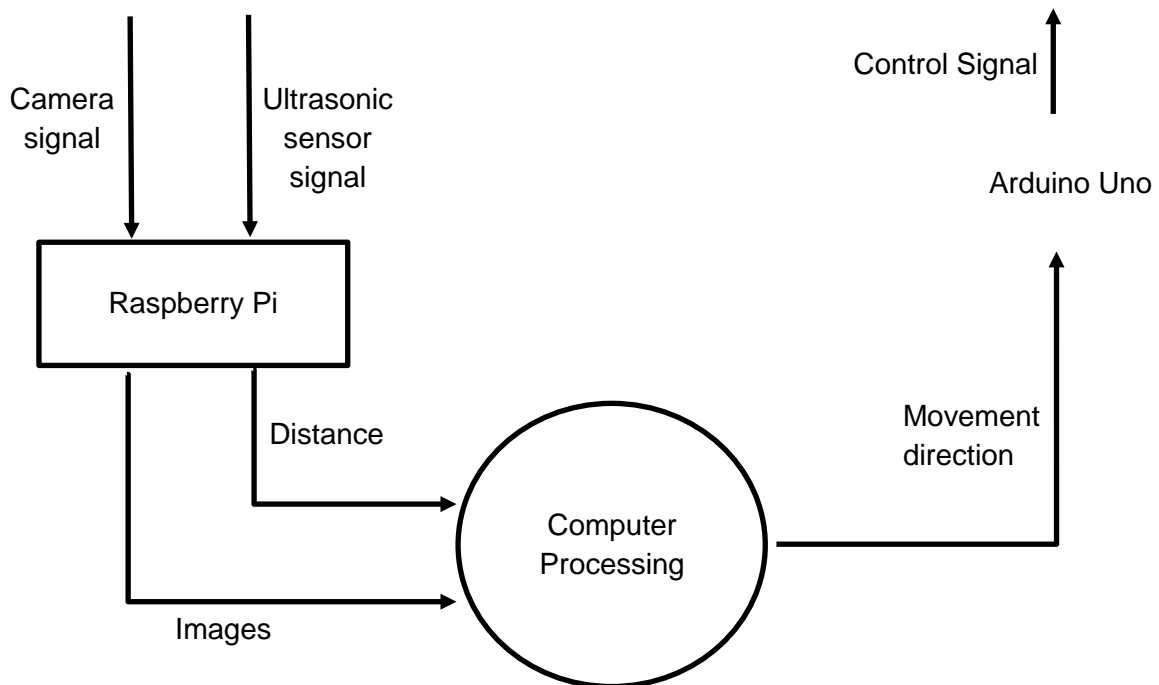 Camera
signal
Ultrasonic
sensor
signal
Control Signal
Arduino Uno
Raspberry Pi
Distance
Movement
direction
Computer
Processing
Images